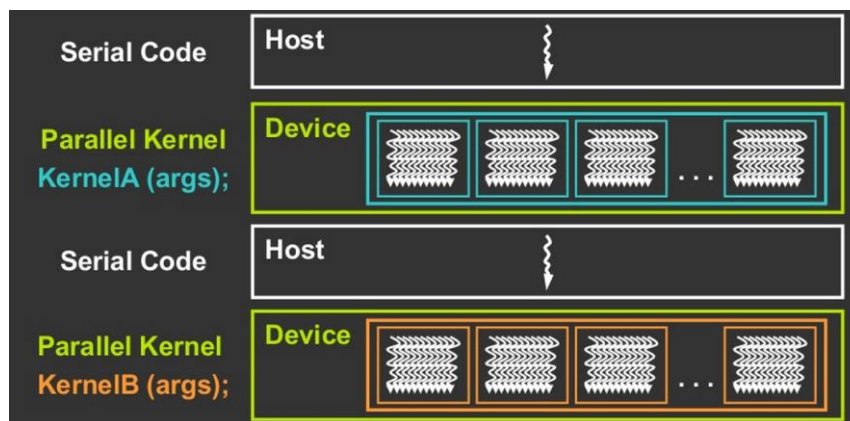 Serial Code
Host
Parallel Kernel
KernelA (args);
Device
. . .
Serial Code
Host
Parallel Kernel
KernelB (args);
Device
. . .